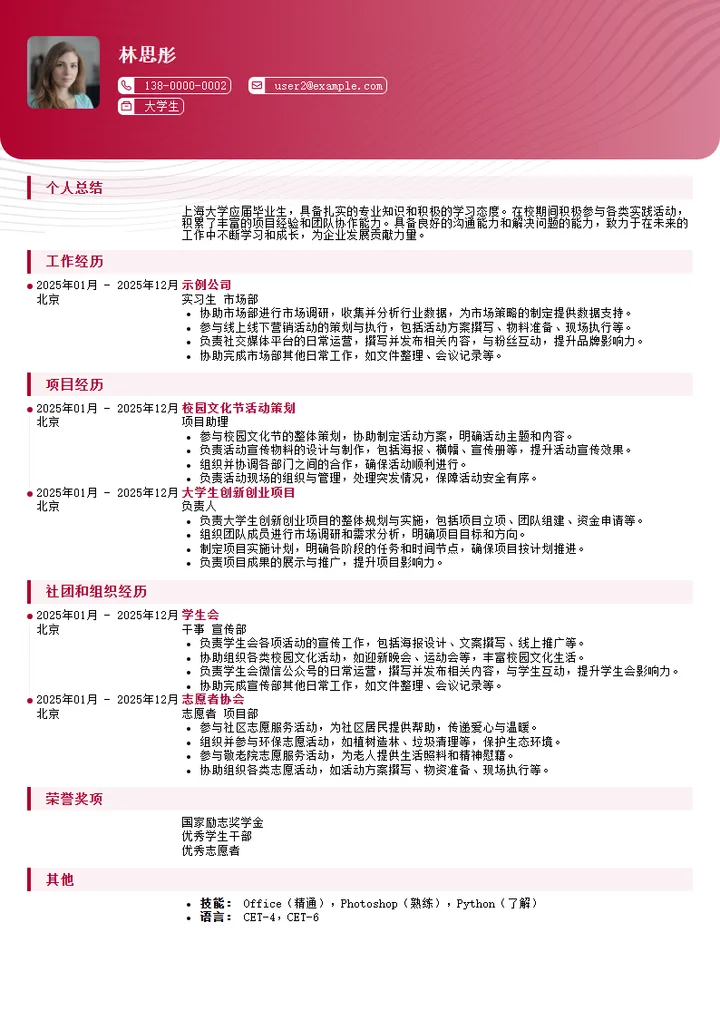 林思彤
138-0000-0002
user2@example.com
大学生
个人总结
上海大学应届毕业生，具备扎实的专业知识和积极的学习态度。在校期间积极参与各类实践活动，
积累了丰富的项目经验和团队协作能力。具备良好的沟通能力和解决问题的能力，致力于在未来的
工作中不断学习和成长，为企业发展贡献力量。
工作经历
2025年01月 - 2025年12月 示例公司
北京 实习生 市场部
• 协助市场部进行市场调研，收集并分析行业数据，为市场策略的制定提供数据支持。
• 参与线上线下营销活动的策划与执行，包括活动方案撰写、物料准备、现场执行等。
• 负责社交媒体平台的日常运营，撰写并发布相关内容，与粉丝互动，提升品牌影响力。
• 协助完成市场部其他日常工作，如文件整理、会议记录等。
项目经历
2025年01月 - 2025年12月 校园文化节活动策划
北京 项目助理
• 参与校园文化节的整体策划，协助制定活动方案，明确活动主题和内容。
• 负责活动宣传物料的设计与制作，包括海报、横幅、宣传册等，提升活动宣传效果。
• 组织并协调各部门之间的合作，确保活动顺利进行。
• 负责活动现场的组织与管理，处理突发情况，保障活动安全有序。
2025年01月 - 2025年12月 大学生创新创业项目
北京 负责人
• 负责大学生创新创业项目的整体规划与实施，包括项目立项、团队组建、资金申请等。
• 组织团队成员进行市场调研和需求分析，明确项目目标和方向。
• 制定项目实施计划，明确各阶段的任务和时间节点，确保项目按计划推进。
• 负责项目成果的展示与推广，提升项目影响力。
社团和组织经历
2025年01月 - 2025年12月 学生会
北京 干事 宣传部
• 负责学生会各项活动的宣传工作，包括海报设计、文案撰写、线上推广等。
• 协助组织各类校园文化活动，如迎新晚会、运动会等，丰富校园文化生活。
• 负责学生会微信公众号的日常运营，撰写并发布相关内容，与学生互动，提升学生会影响力。
• 协助完成宣传部其他日常工作，如文件整理、会议记录等。
2025年01月 - 2025年12月 志愿者协会
北京 志愿者 项目部
• 参与社区志愿服务活动，为社区居民提供帮助，传递爱心与温暖。
• 组织并参与环保志愿活动，如植树造林、垃圾清理等，保护生态环境。
• 参与敬老院志愿服务活动，为老人提供生活照料和精神慰藉。
• 协助组织各类志愿活动，如活动方案撰写、物资准备、现场执行等。
荣誉奖项
国家励志奖学金
优秀学生干部
优秀志愿者
其他
• 技能： Office（精通），Photoshop（熟练），Python（了解）
• 语言： CET-4，CET-6